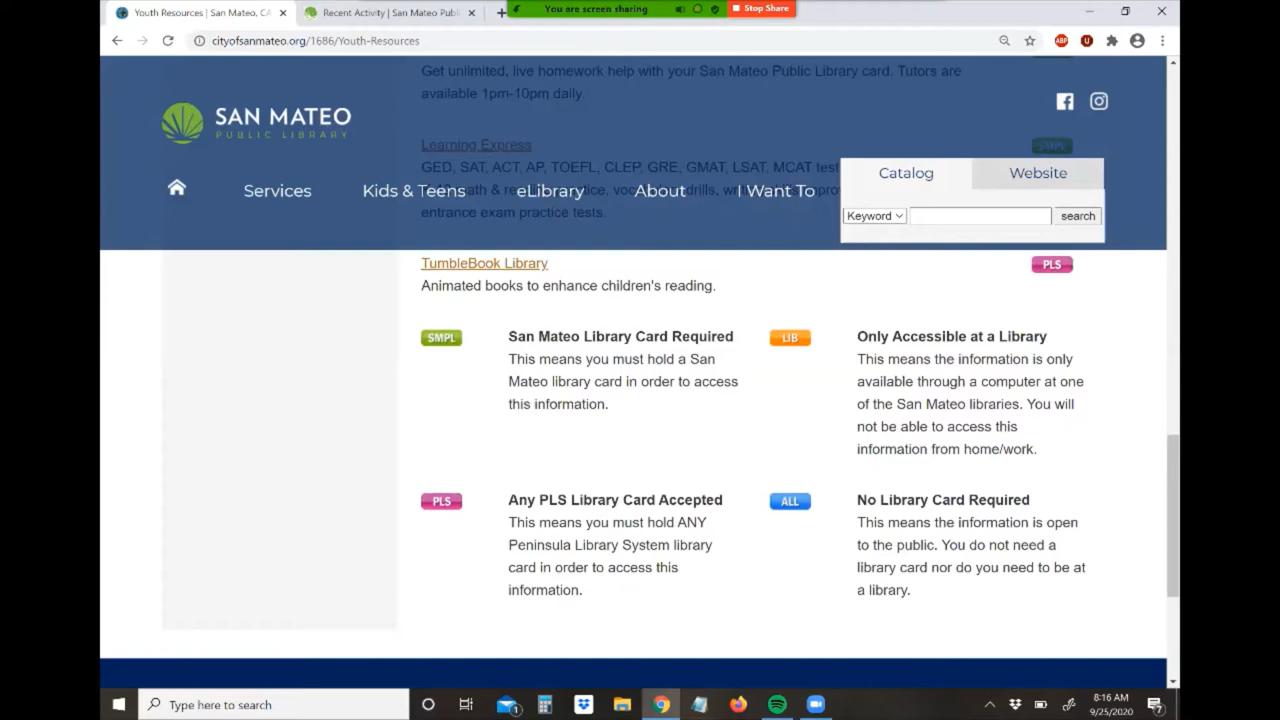 Youth Resources | San Mateo, CA
Recent Activity | San Mateo Publi
You are screen sharing
Stop Share
cityofsanmateo.org/1686/Youth-Resources
ABP
Get unlimited, live homework help with your San Mateo Public Library card. Tutors are
available 1pm-10pm daily.
SAN MATEO
PUBLIC LIBRARY
Learning Express
SMPL
GED, SAT, ACT, AP, TOEFL, CLEP, GRE, GMAT, LSAT, MCAT test
entrance exam practice tests.
Services
Kids & Teens
eLibrary
About
I Want To
Catalog
Website
Keyword
search
TumbleBook Library
PLS
Animated books to enhance children's reading.
SMPL
San Mateo Library Card Required
This means you must hold a San
Mateo library card in order to access
this information.
LIB
Only Accessible at a Library
This means the information is only
available through a computer at one
of the San Mateo libraries. You will
not be able to access this
information from home/work.
PLS
Any PLS Library Card Accepted
This means you must hold ANY
Peninsula Library System library
card in order to access this
information.
ALL
No Library Card Required
This means the information is open
to the public. You do not need a
library card nor do you need to be at
a library.
Type here to search
8:16 AM
9/25/2020